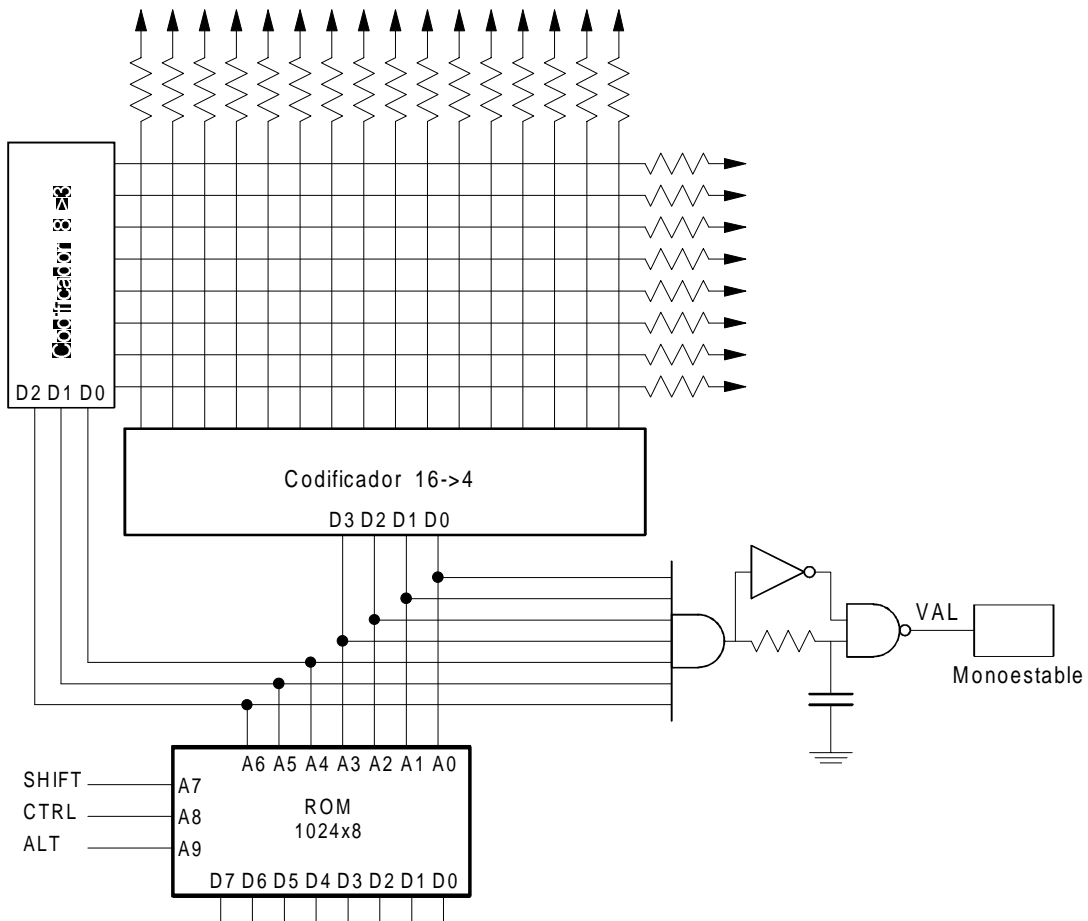 Codificador 8->3
D2 D1 D0
Codificador 16->4
D3 D2 D1 D0
VAL
Monoestable
A6 A5 A4 A3 A2 A1 A0
SHIFT
A7
CTRL
A8
ALT
A9
ROM
1024x8
D7 D6 D5 D4 D3 D2 D1 D0